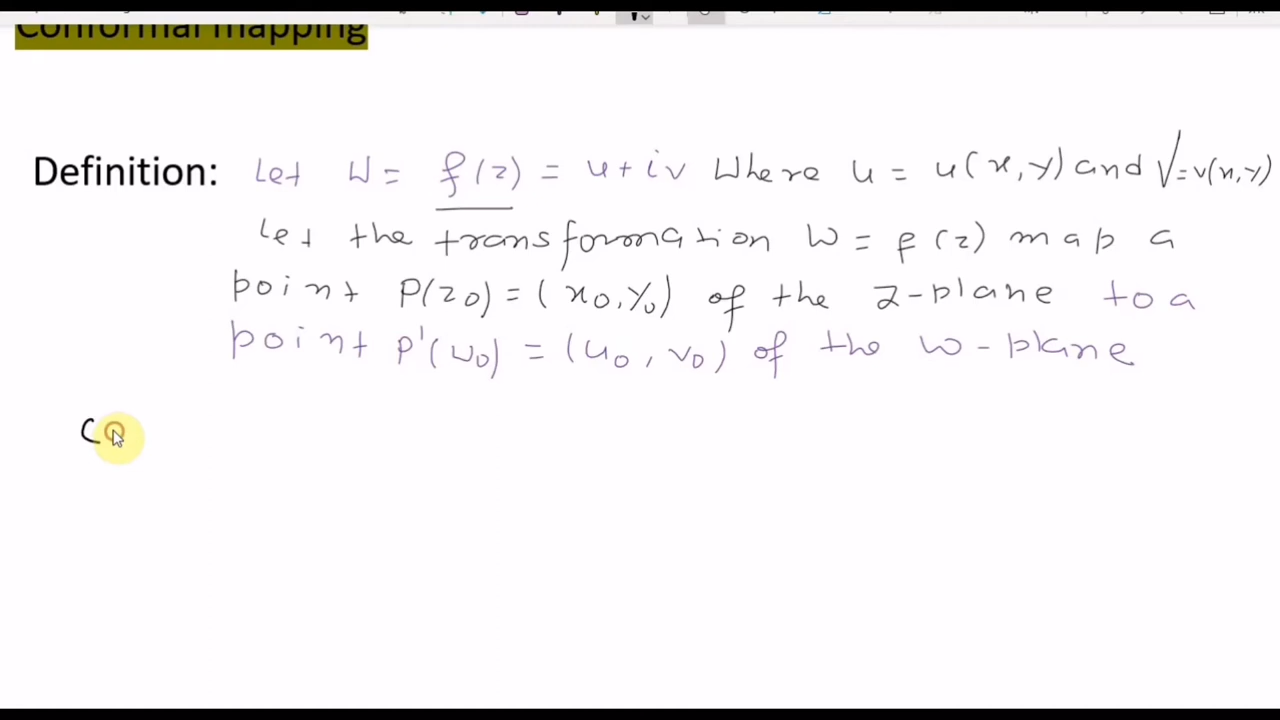 Conformal mapping
Definition: Let W = f(z) = u + iv Where u = u(x, y) and V = v(x, y)
Let the transformation W = f(z) map a
point P(z0) = (x0, y0) of the z-plane to a
point P'(w0) = (u0, v0) of the w-plane
Co